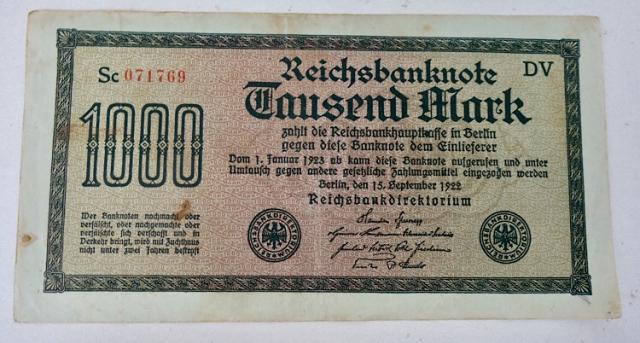 Sc 071769
Reichsbanknote
DV
1000
Tausend Mark
zahlt die Reichsbankhauptkasse in Berlin
gegen diese Banknote dem Einlieferer
Vom 1. Januar 1923 ab kann diese Banknote aufgerufen und unter
Umtausch gegen andere gesetzliche Zahlungsmittel eingezogen werden
Berlin, den 15. September 1922
Reichsbankdirektorium
Wer Banknoten nachmacht oder
verfälscht, oder nachgemachte oder
verfälschte sich verschafft und in
Verkehr bringt, wird mit Zuchthaus
nicht unter zwei Jahren bestraft